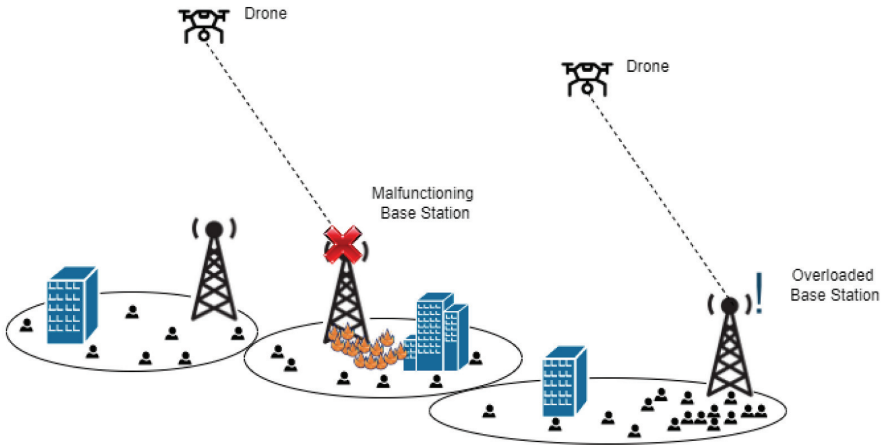 Drone
Drone
Malfunctioning
Base Station
Overloaded
Base Station